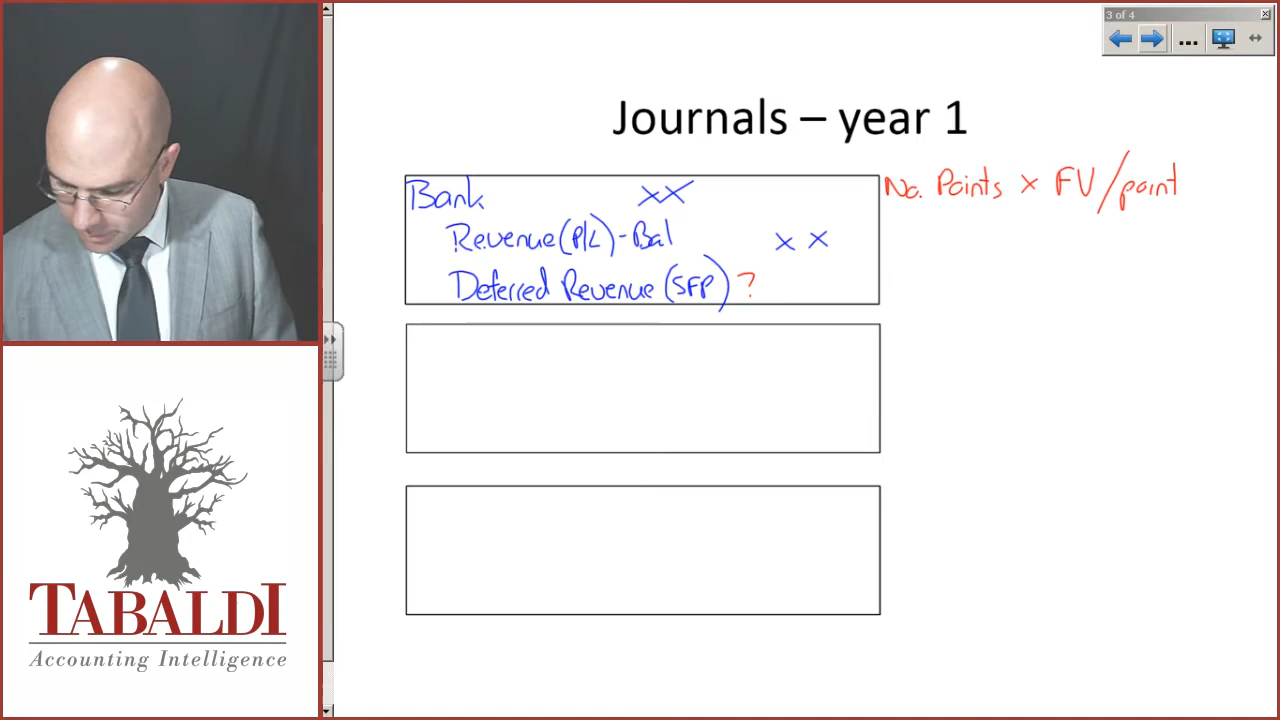 3 of 4
Journals – year 1
Bank xx
No. Points x FV/point
Revenue (P/L) - Bal x x
Deferred Revenue (SFP) ?
TABALDI
Accounting Intelligence